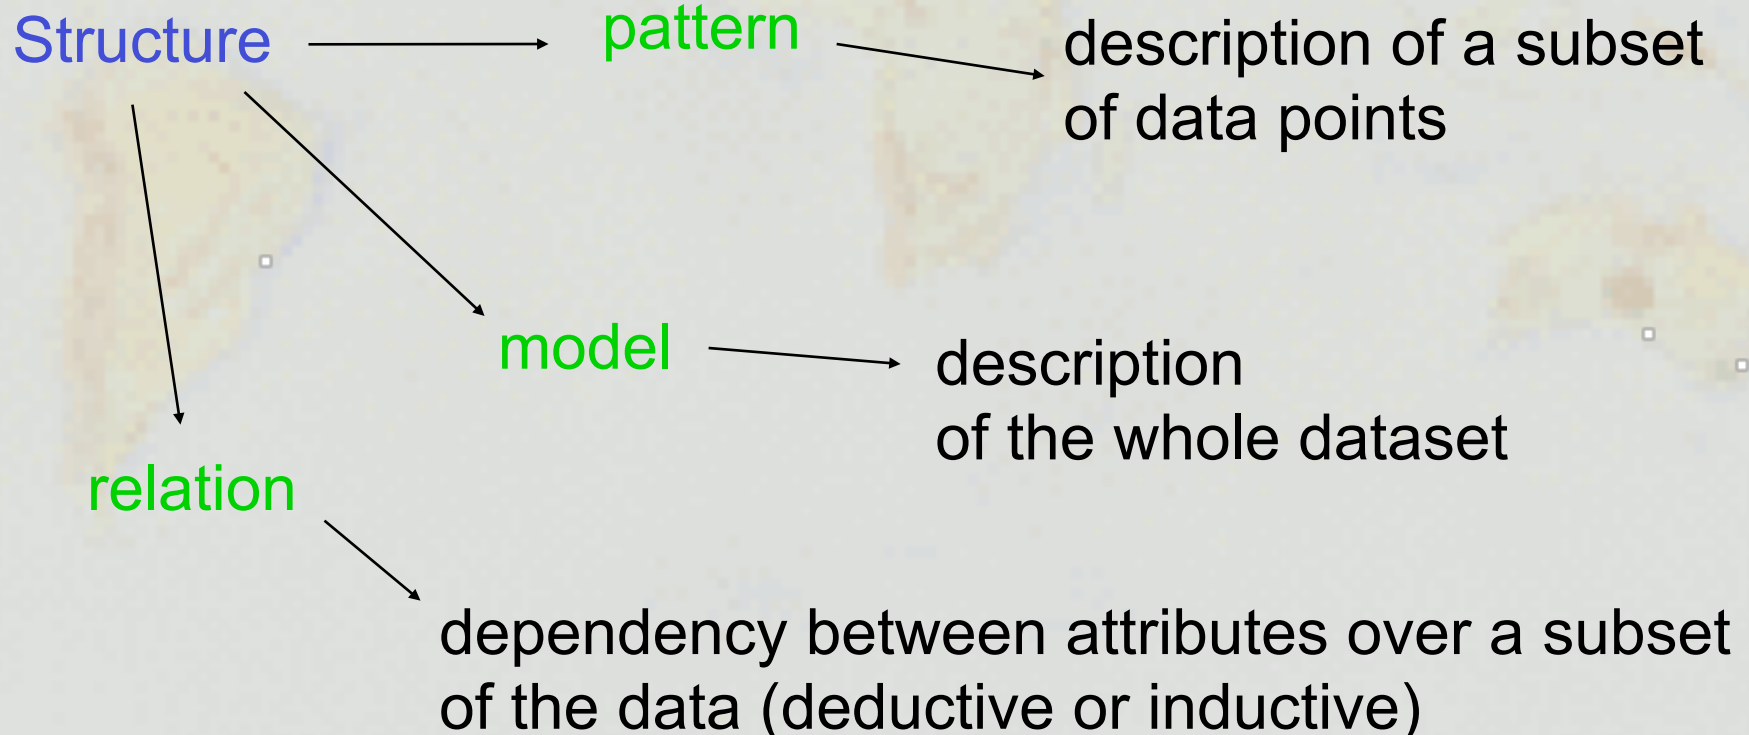 Structure
pattern
description of a subset
of data points
model
description
of the whole dataset
relation
dependency between attributes over a subset
of the data (deductive or inductive)